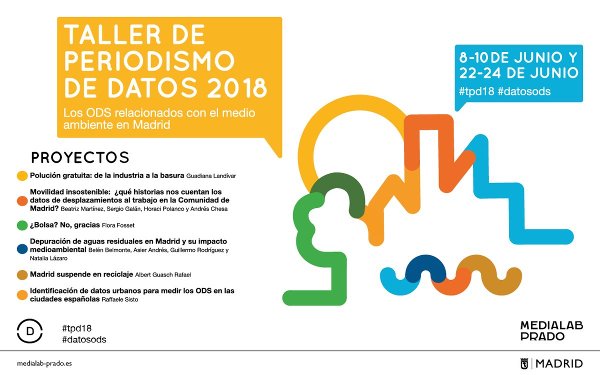 TALLER DE
PERIODISMO
DE DATOS 2018
Los ODS relacionados con el medio
ambiente en Madrid
8-10 DE JUNIO Y
22-24 DE JUNIO
#tpd18 #datosods
PROYECTOS
Polución gratuita: de la industria a la basura Guadiana Landívar
Movilidad insostenible: ¿qué historias nos cuentan los
datos de desplazamientos al trabajo en la Comunidad de
Madrid? Beatriz Martínez, Sergio Galán, Horaci Polanco y Andrés Chesa
¿Bolsa? No, gracias Flora Fosset
Depuración de aguas residuales en Madrid y su impacto
medioambiental Belén Belmonte, Asier Andrés, Guillermo Rodríguez y
Natalia Lázaro
Madrid suspende en reciclaje Albert Guasch Rafael
Identificación de datos urbanos para medir los ODS en las
ciudades españolas Raffaele Sisto
D
#tpd18
#datosods
MEDIALAB
PRADO
medialab-prado.es
MADRID